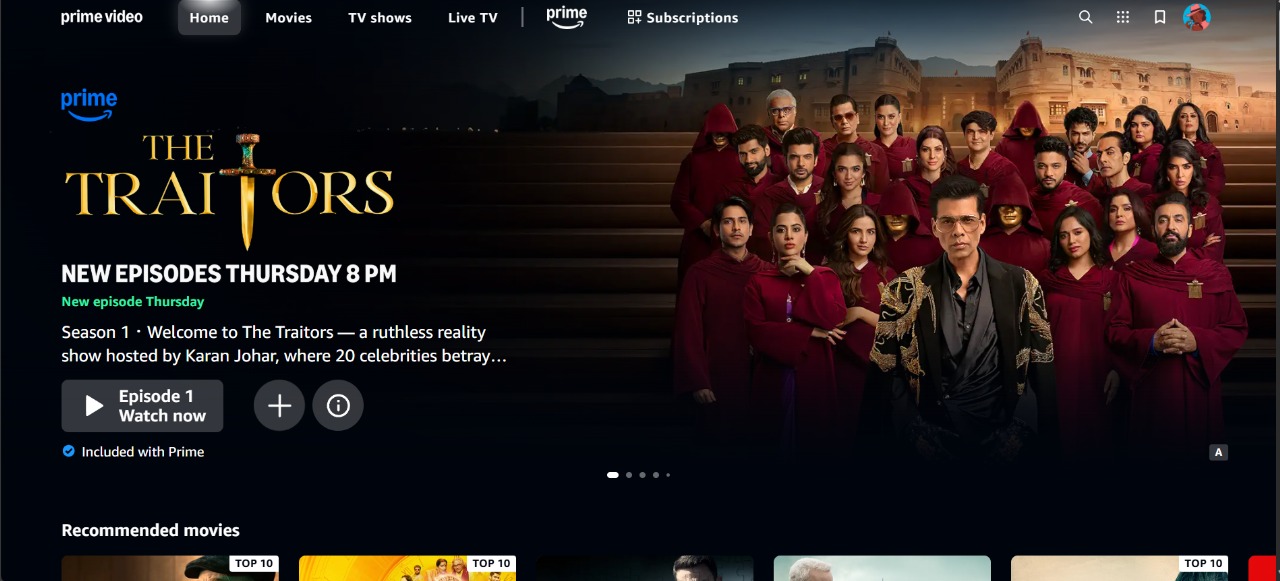 prime video
Home
Movies
TV shows
Live TV
prime
Subscriptions
prime
THE
TRAITORS
NEW EPISODES THURSDAY 8 PM
New episode Thursday
Season 1 · Welcome to The Traitors — a ruthless reality
show hosted by Karan Johar, where 20 celebrities betray…
Episode 1
Watch now
Included with Prime
A
Recommended movies
TOP 10
TOP 10
TOP 10